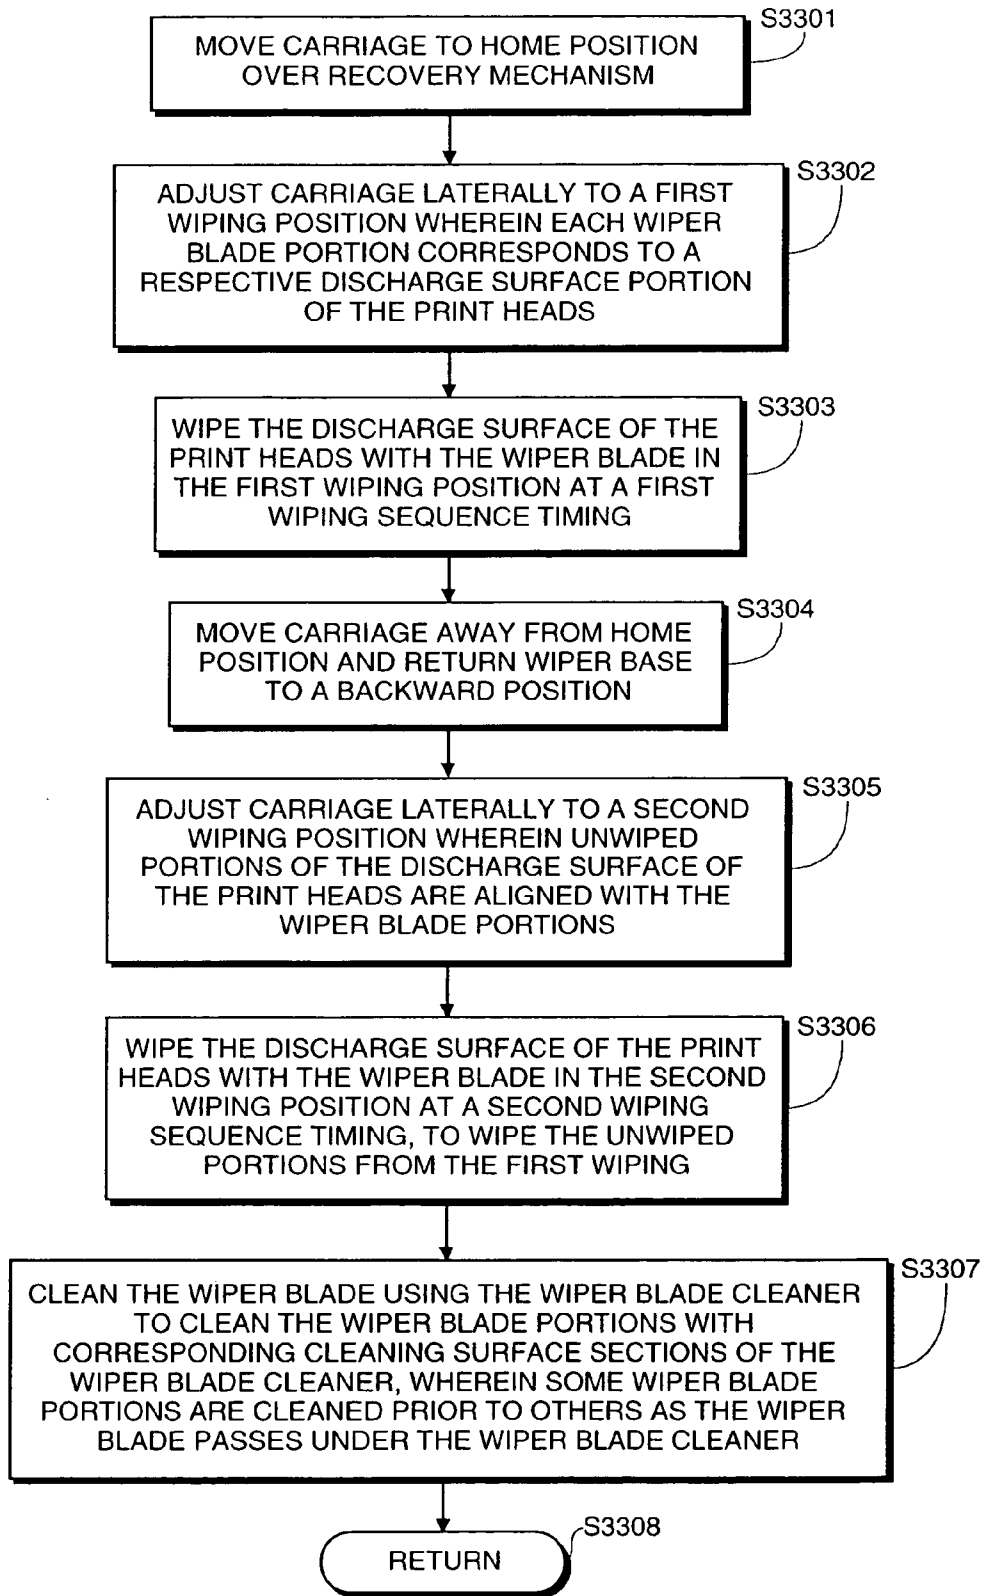 S3301
MOVE CARRIAGE TO HOME POSITION
OVER RECOVERY MECHANISM
S3302
ADJUST CARRIAGE LATERALLY TO A FIRST
WIPING POSITION WHEREIN EACH WIPER
BLADE PORTION CORRESPONDS TO A
RESPECTIVE DISCHARGE SURFACE PORTION
OF THE PRINT HEADS
S3303
WIPE THE DISCHARGE SURFACE OF THE
PRINT HEADS WITH THE WIPER BLADE IN
THE FIRST WIPING POSITION AT A FIRST
WIPING SEQUENCE TIMING
S3304
MOVE CARRIAGE AWAY FROM HOME
POSITION AND RETURN WIPER BASE
TO A BACKWARD POSITION
S3305
ADJUST CARRIAGE LATERALLY TO A SECOND
WIPING POSITION WHEREIN UNWIPED
PORTIONS OF THE DISCHARGE SURFACE OF
THE PRINT HEADS ARE ALIGNED WITH THE
WIPER BLADE PORTIONS
S3306
WIPE THE DISCHARGE SURFACE OF THE PRINT
HEADS WITH THE WIPER BLADE IN THE SECOND
WIPING POSITION AT A SECOND WIPING
SEQUENCE TIMING, TO WIPE THE UNWIPED
PORTIONS FROM THE FIRST WIPING
S3307
CLEAN THE WIPER BLADE USING THE WIPER BLADE CLEANER
TO CLEAN THE WIPER BLADE PORTIONS WITH
CORRESPONDING CLEANING SURFACE SECTIONS OF THE
WIPER BLADE CLEANER, WHEREIN SOME WIPER BLADE
PORTIONS ARE CLEANED PRIOR TO OTHERS AS THE WIPER
BLADE PASSES UNDER THE WIPER BLADE CLEANER
S3308
RETURN